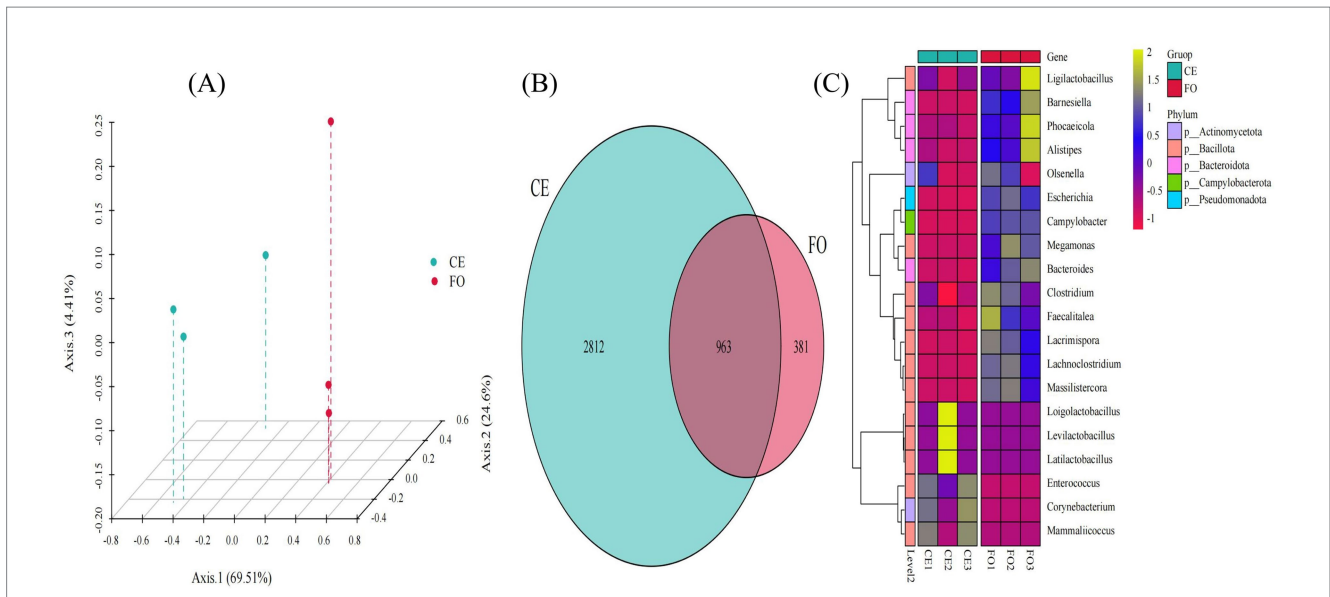 (A)
0.25
0.20
0.15
0.10
0.05
0.00
-0.05
-0.10
-0.15
-0.20
Axis.3 (4.41%)
-0.8
-0.6
-0.4
0.0
0.2
0.6
0.8
Axis.1 (69.51%)
-0.4
-0.2
0.0
0.2
0.4
0.6
Axis.2 (24.6%)
CE
FO
(B)
CE
FO
2812
963
381
(C)
Gene
Ligilactobacillus
Barnesiella
Phocaeicola
Alistipes
Olsenella
Escherichia
Campylobacter
Megamonas
Bacteroides
Clostridium
Faecalitalea
Lacrimispora
Lachnoclostridium
Massilistercora
Loigolactobacillus
Levilactobacillus
Latilactobacillus
Enterococcus
Corynebacterium
Mammaliicoccus
Level2
CE1
CE2
CE3
FO1
FO2
FO3
2
1.5
1
0.5
0
-0.5
-1
Gruop
CE
FO
Phylum
p__Actinomycetota
p__Bacillota
p__Bacteroidota
p__Campylobacterota
p__Pseudomonadota